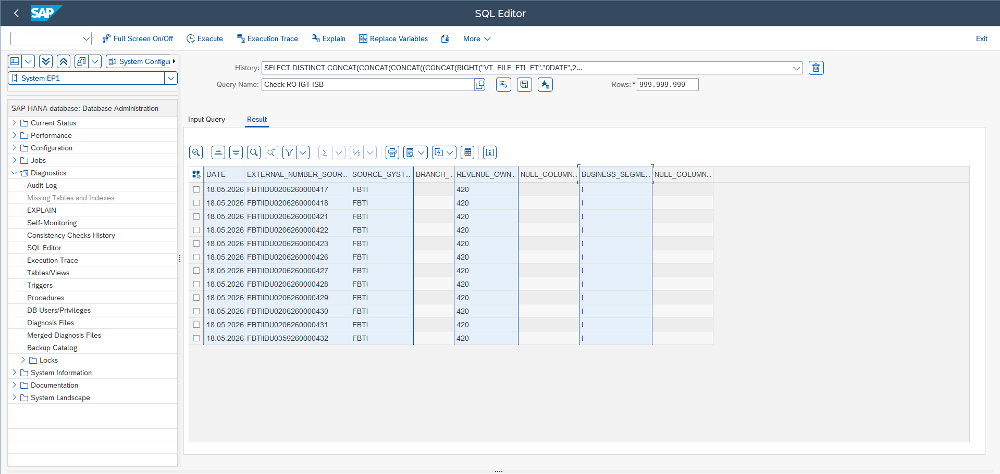 SAP
SQL Editor
Full Screen On/Off Execute Execution Trace Explain Replace Variables More Exit
System Configur
System EP1
History: SELECT DISTINCT CONCAT(CONCAT(CONCAT((CONCAT(RIGHT("VT_FILE_FTI_FT"."0DATE",2...
Query Name: Check RO IGT ISB Rows:* 999.999.999
SAP HANA database: Database Administration
Current Status
Performance
Configuration
Jobs
Diagnostics
Audit Log
Missing Tables and Indexes
EXPLAIN
Self-Monitoring
Consistency Checks History
SQL Editor
Execution Trace
Tables/Views
Triggers
Procedures
DB Users/Privileges
Diagnosis Files
Merged Diagnosis Files
Backup Catalog
Locks
System Information
Documentation
System Landscape
Input Query Result
DATE EXTERNAL_NUMBER_SOUR... SOURCE_SYST... BRANCH_... REVENUE_OWN... NULL_COLUMN... BUSINESS_SEGME... NULL_COLUMN...
18.05.2026 FBTIIDU0206260000417 FBTI 420 I
18.05.2026 FBTIIDU0206260000418 FBTI 420 I
18.05.2026 FBTIIDU0206260000421 FBTI 420 I
18.05.2026 FBTIIDU0206260000422 FBTI 420 I
18.05.2026 FBTIIDU0206260000423 FBTI 420 I
18.05.2026 FBTIIDU0206260000426 FBTI 420 I
18.05.2026 FBTIIDU0206260000427 FBTI 420 I
18.05.2026 FBTIIDU0206260000428 FBTI 420 I
18.05.2026 FBTIIDU0206260000429 FBTI 420 I
18.05.2026 FBTIIDU0206260000430 FBTI 420 I
18.05.2026 FBTIIDU0206260000431 FBTI 420 I
18.05.2026 FBTIIDU0359260000432 FBTI 420 I